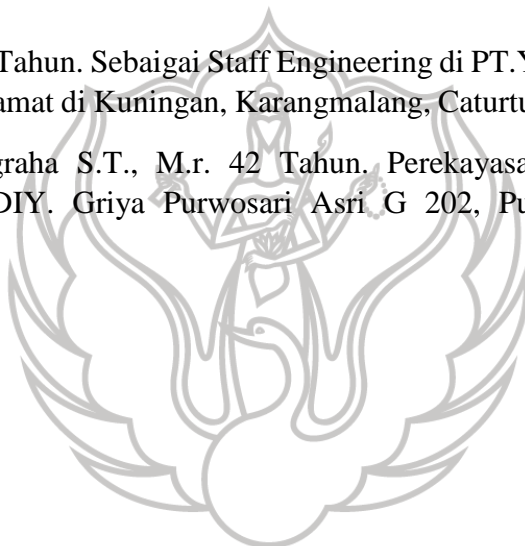 Tahun. Sebaigai Staff Engineering di PT.Y
amat di Kuningan, Karangmalang, Caturtu
graha S.T., M.r. 42 Tahun. Perekayasa
DIY. Griya Purwosari Asri G 202, Pu